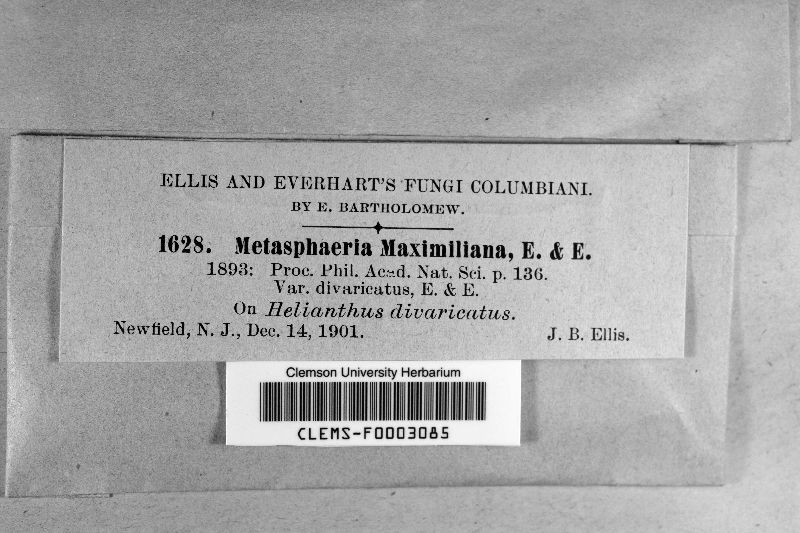 ELLIS AND EVERHART'S FUNGI COLUMBIANI.
BY E. BARTHOLOMEW.
1628. Metasphaeria Maximiliana, E. & E.
1893: Proc. Phil. Acad. Nat. Sci. p. 136.
Var. divaricatus, E. & E.
On Helianthus divaricatus.
Newfield, N. J., Dec. 14, 1901. J. B. Ellis.
Clemson University Herbarium
CLEMS-F0003085